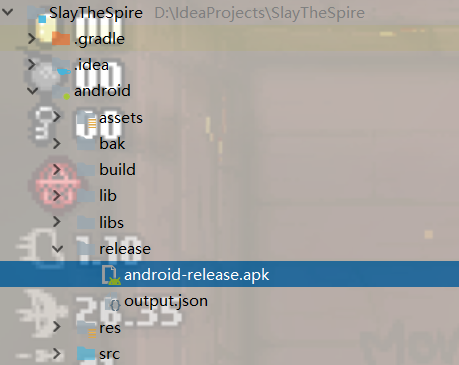 SlayTheSpire D:\IdeaProjects\SlayTheSpire
.gradle
.idea
android
assets
bak
build
lib
libs
release
android-release.apk
output.json
res
src